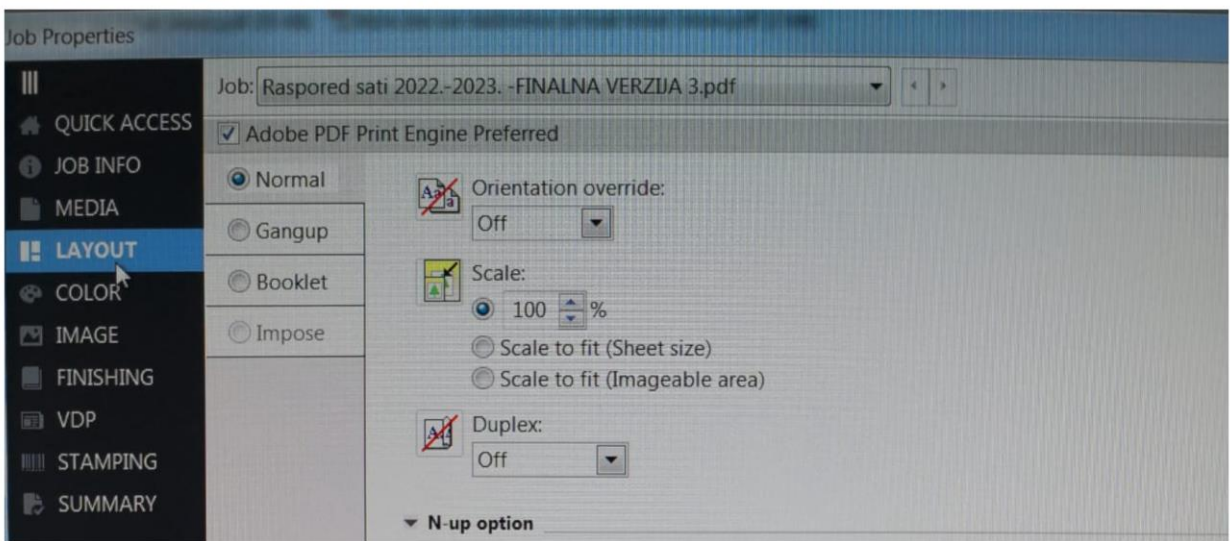 Job Properties
Job: Raspored sati 2022.-2023. -FINALNA VERZIJA 3.pdf
QUICK ACCESS
Adobe PDF Print Engine Preferred
JOB INFO
MEDIA
LAYOUT
COLOR
IMAGE
FINISHING
VDP
STAMPING
SUMMARY
Normal
Gangup
Booklet
Impose
Orientation override:
Off
Scale:
100 %
Scale to fit (Sheet size)
Scale to fit (Imageable area)
Duplex:
Off
N-up option